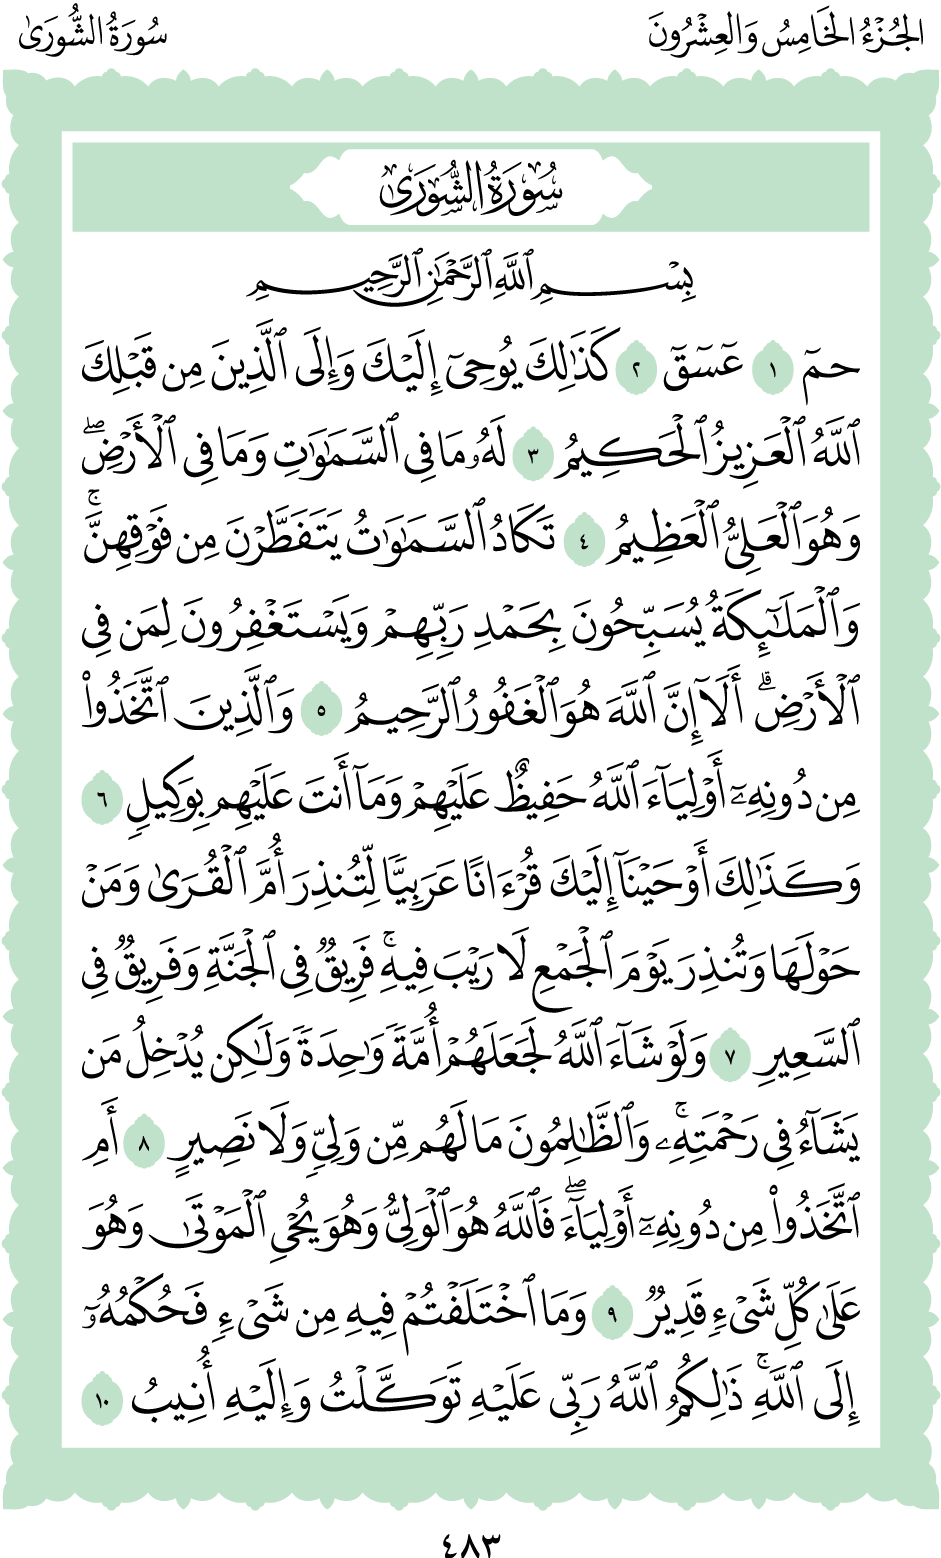 الجُزْءُ الخَامِسُ وَالعِشْرُونَ
سُورَةُ الشُّورَىٰ
سُورَةُ الشُّورَىٰ
بِسْمِ ٱللَّهِ ٱلرَّحْمَٰنِ ٱلرَّحِيمِ
حمٓ ١ عٓسٓقٓ ٢ كَذَٰلِكَ يُوحِىٓ إِلَيْكَ وَإِلَى ٱلَّذِينَ مِن قَبْلِكَ
ٱللَّهُ ٱلْعَزِيزُ ٱلْحَكِيمُ ٣ لَهُۥ مَا فِى ٱلسَّمَٰوَٰتِ وَمَا فِى ٱلْأَرْضِۖ
وَهُوَ ٱلْعَلِىُّ ٱلْعَظِيمُ ٤ تَكَادُ ٱلسَّمَٰوَٰتُ يَتَفَطَّرْنَ مِن فَوْقِهِنَّۚ
وَٱلْمَلَٰٓئِكَةُ يُسَبِّحُونَ بِحَمْدِ رَبِّهِمْ وَيَسْتَغْفِرُونَ لِمَن فِى
ٱلْأَرْضِۗ أَلَآ إِنَّ ٱللَّهَ هُوَ ٱلْغَفُورُ ٱلرَّحِيمُ ٥ وَٱلَّذِينَ ٱتَّخَذُوا۟
مِن دُونِهِۦٓ أَوْلِيَآءَ ٱللَّهُ حَفِيظٌ عَلَيْهِمْ وَمَآ أَنتَ عَلَيْهِم بِوَكِيلٍ ٦
وَكَذَٰلِكَ أَوْحَيْنَآ إِلَيْكَ قُرْءَانًا عَرَبِيًّا لِّتُنذِرَ أُمَّ ٱلْقُرَىٰ وَمَنْ
حَوْلَهَا وَتُنذِرَ يَوْمَ ٱلْجَمْعِ لَا رَيْبَ فِيهِۚ فَرِيقٌ فِى ٱلْجَنَّةِ وَفَرِيقٌ فِى
ٱلسَّعِيرِ ٧ وَلَوْ شَآءَ ٱللَّهُ لَجَعَلَهُمْ أُمَّةً وَٰحِدَةً وَلَٰكِن يُدْخِلُ مَن
يَشَآءُ فِى رَحْمَتِهِۦۚ وَٱلظَّٰلِمُونَ مَا لَهُم مِّن وَلِىٍّ وَلَا نَصِيرٍ ٨ أَمِ
ٱتَّخَذُوا۟ مِن دُونِهِۦٓ أَوْلِيَآءَۖ فَٱللَّهُ هُوَ ٱلْوَلِىُّ وَهُوَ يُحْىِ ٱلْمَوْتَىٰ وَهُوَ
عَلَىٰ كُلِّ شَىْءٍ قَدِيرٌ ٩ وَمَا ٱخْتَلَفْتُمْ فِيهِ مِن شَىْءٍ فَحُكْمُهُۥٓ
إِلَى ٱللَّهِۚ ذَٰلِكُمُ ٱللَّهُ رَبِّى عَلَيْهِ تَوَكَّلْتُ وَإِلَيْهِ أُنِيبُ ١٠
٤٨٣